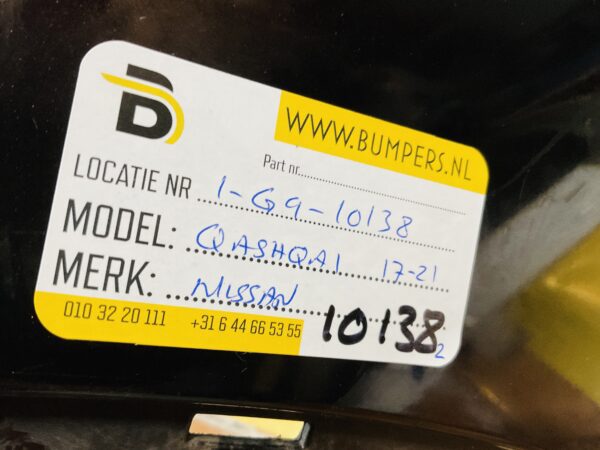 B
WWW.BUMPERS.NL
Part nr.
LOCATIE NR 1-G9-10138
MODEL: QASHQAI 17-21
MERK: NISSAN
010 32 20 111 +31 6 44 66 53 55 10138 2